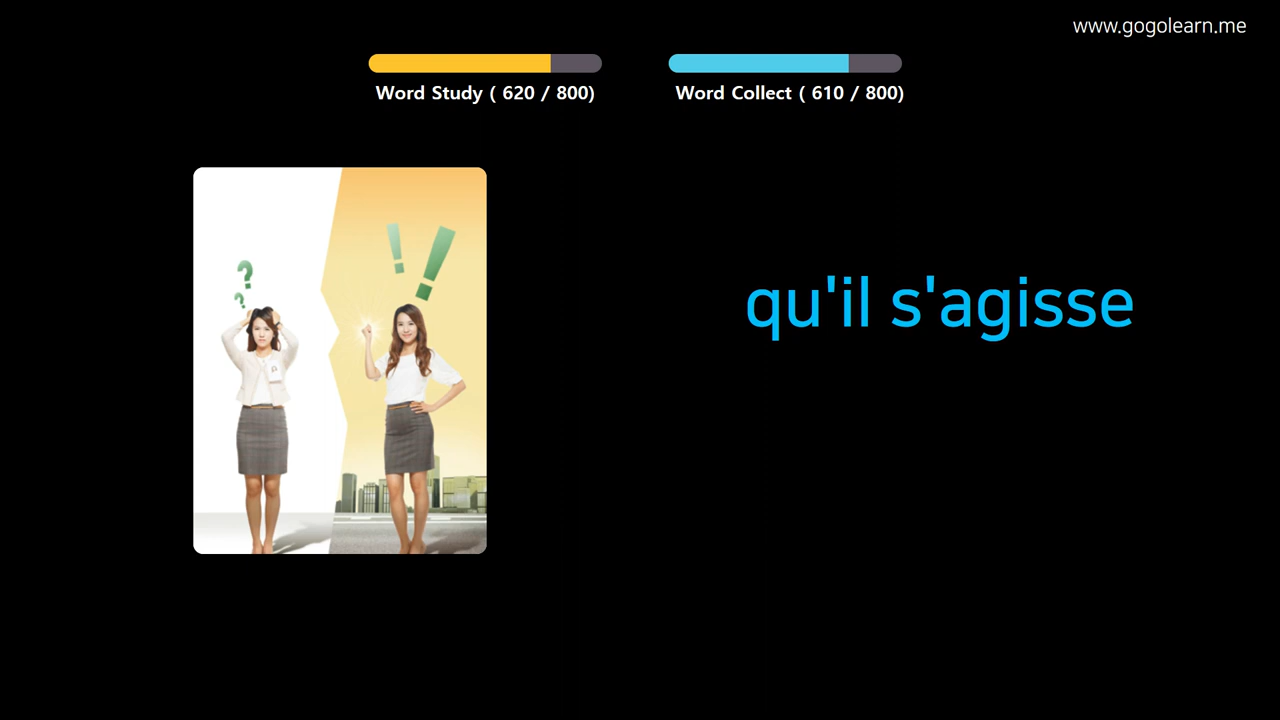 www.gogolearn.me
Word Study ( 620 / 800)
Word Collect ( 610 / 800)
? ?
! !
qu'il s'agisse